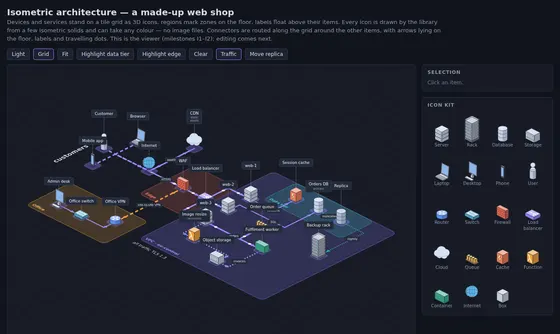 Isometric architecture — a made-up web shop
Devices and services stand on a tile grid as 3D icons, regions mark zones on the floor, labels float above their items. Every icon is drawn by the library
from a few isometric solids and can take any colour — no image files. Connectors are routed along the grid around the other items, with arrows lying on
the floor, labels and travelling dots. This is the viewer (milestones I–I2); editing comes next.
Light
Grid
Fit
Highlight data tier
Highlight edge
Clear
Traffic
Move replica
SELECTION
Click an item.
ICON KIT
Server
Rack
Database
Storage
Laptop
Desktop
Phone
User
Router
Switch
Firewall
Load
balancer
Cloud
Queue
Cache
Function
Container
Internet
Box
Customer
Browser
CDN
Mobile app
Internet
customers
WAF
Load balancer
web-1
web-2
web-3
Session cache
Orders DB
Replica
Admin desk
Office switch
Office VPN
Office
Order queue
Image resize
Fulfilment worker
Backup rack
Object storage